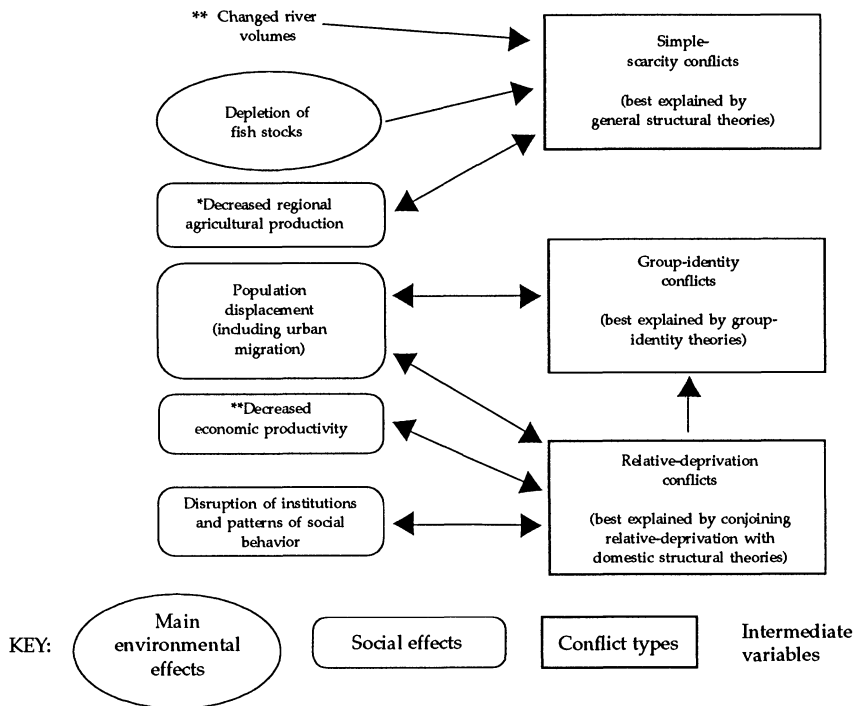 ** Changed river
volumes
Simple-
scarcity conflicts
(best explained by
general structural theories)
Depletion of
fish stocks
*Decreased regional
agricultural production
Population
displacement
(including urban
migration)
Group-identity
conflicts
(best explained by group-
identity theories)
**Decreased
economic productivity
Relative-deprivation
conflicts
(best explained by conjoining
relative-deprivation with
domestic structural theories)
Disruption of institutions
and patterns of social
behavior
KEY:
Main
environmental
effects
Social effects
Conflict types
Intermediate
variables